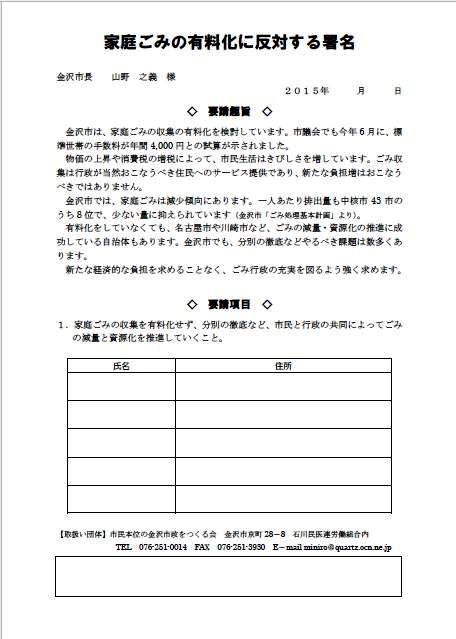 家庭ごみの有料化に反対する署名
金沢市長　　山野　之義　様
２０１５年　　　月　　　日
◇　要請趣旨　◇
　金沢市は、家庭ごみの収集の有料化を検討しています。市議会でも今年６月に、標
準世帯の手数料が年間 4,000 円との試算が示されました。
　物価の上昇や消費税の増税によって、市民生活はきびしさを増しています。ごみ収
集は行政が当然おこなうべき住民へのサービス提供であり、新たな負担増はおこなう
べきではありません。
　金沢市では、家庭ごみは減少傾向にあります。一人あたり排出量も中核市 43 市の
うち８位で、少ない量に抑えられています（金沢市「ごみ処理基本計画」より）。
　有料化をしていなくても、名古屋市や川崎市など、ごみの減量・資源化の推進に成
功している自治体もあります。金沢市でも、分別の徹底などやるべき課題は数多くあ
ります。
　新たな経済的な負担を求めることなく、ごみ行政の充実を図るよう強く求めます。
◇　要請項目　◇
１．家庭ごみの収集を有料化せず、分別の徹底など、市民と行政の共同によってごみ
の減量と資源化を推進していくこと。
氏名　　住所
【取扱い団体】市民本位の金沢市政をつくる会　金沢市京町 28－8　石川民医連労働組合内
TEL　076-251-0014　FAX　076-251-3930　E－mail miniro@quartz.ocn.ne.jp